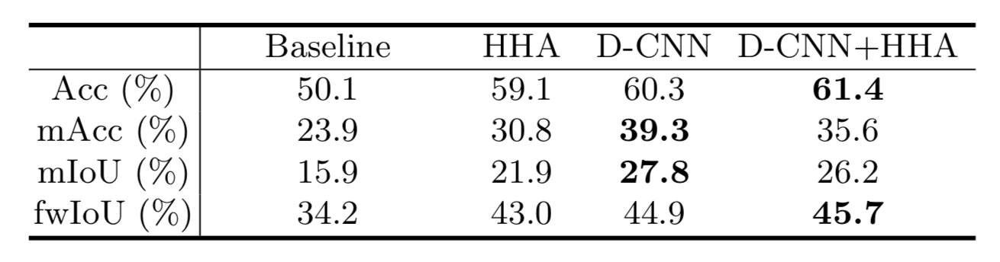 Baseline HHA D-CNN D-CNN+HHA
Acc (%) 50.1 59.1 60.3 61.4
mAcc (%) 23.9 30.8 39.3 35.6
mIoU (%) 15.9 21.9 27.8 26.2
fwIoU (%) 34.2 43.0 44.9 45.7